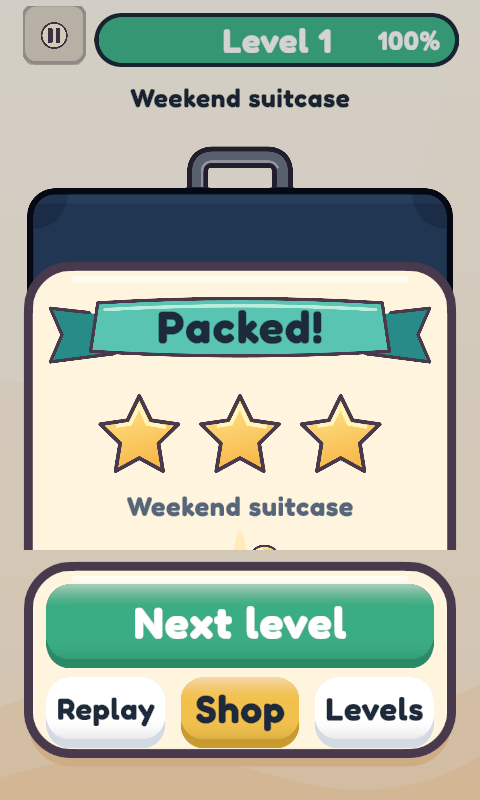 Level 1 100%
Weekend suitcase
Packed!
Weekend suitcase
Next level
Replay Shop Levels